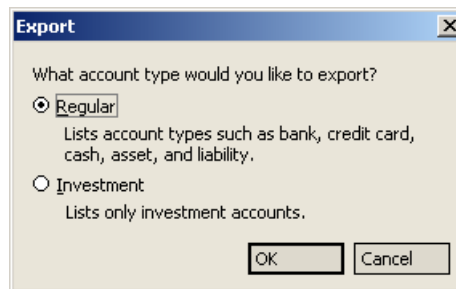 Export
What account type would you like to export?
Regular
Lists account types such as bank, credit card,
cash, asset, and liability.
Investment
Lists only investment accounts.
OK Cancel